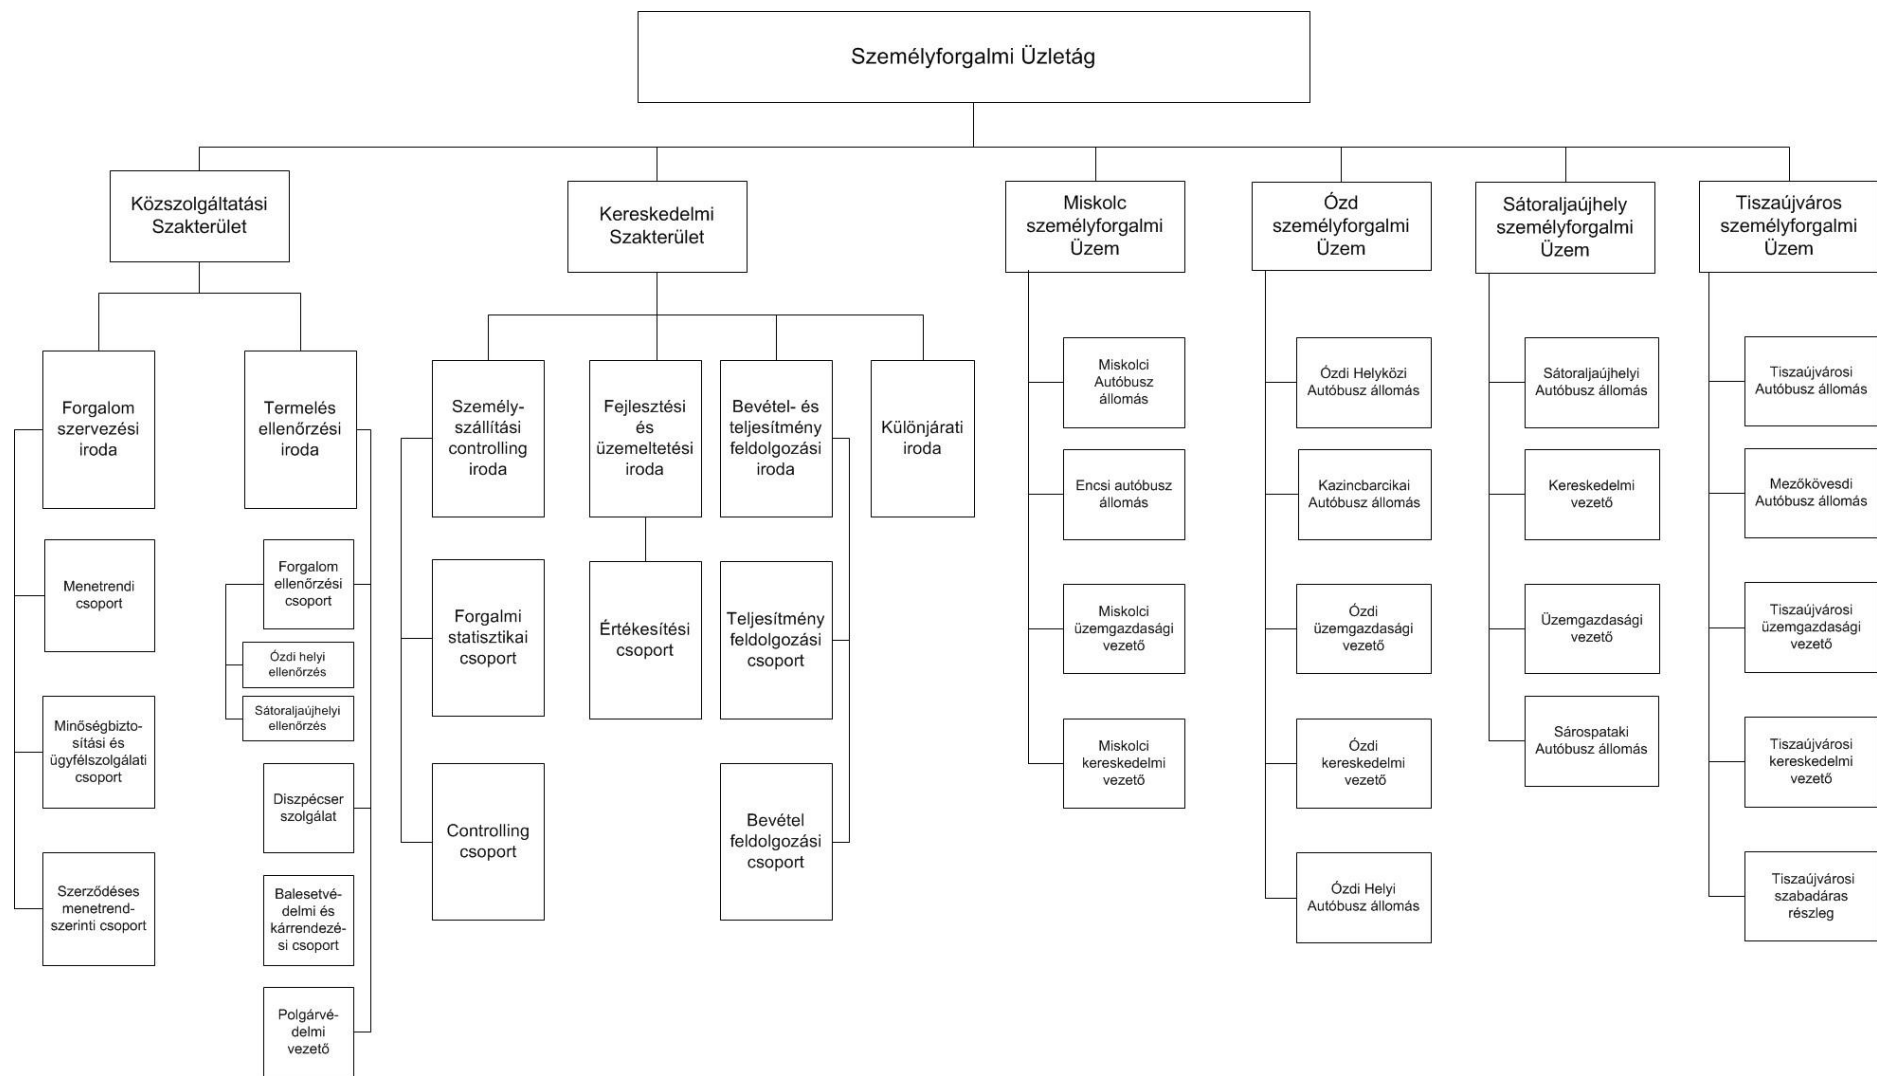 Személyforgalmi Üzletág
Közszolgáltatási
Szakterület
Kereskedelmi
Szakterület
Miskolc
személyforgalmi
Üzem
Ózd
személyforgalmi
Üzem
Sátoraljaújhely
személyforgalmi
Üzem
Tiszaújváros
személyforgalmi
Üzem
Forgalom
szervezési
iroda
Termelés
ellenőrzési
iroda
Személy-
szállítási
controlling
iroda
Fejlesztési
és
üzemeltetési
iroda
Bevétel- és
teljesítmény
feldolgozási
iroda
Különjárati
iroda
Menetrendi
csoport
Minőségbizto-
sítási és
ügyfélszolgálati
csoport
Szerződéses
menetrend-
szerinti csoport
Forgalom
ellenőrzési
csoport
Ózdi helyi
ellenőrzés
Sátoraljaújhelyi
ellenőrzés
Diszpécser
szolgálat
Balesetvé-
delmi és
kárrendezé-
si csoport
Polgárvé-
delmi
vezető
Forgalmi
statisztikai
csoport
Controlling
csoport
Értékesítési
csoport
Teljesítmény
feldolgozási
csoport
Bevétel
feldolgozási
csoport
Miskolci
Autóbusz
állomás
Encsi autóbusz
állomás
Miskolci
üzemgazdasági
vezető
Miskolci
kereskedelmi
vezető
Ózdi Helyközi
Autóbusz állomás
Kazincbarcikai
Autóbusz állomás
Ózdi
üzemgazdasági
vezető
Ózdi
kereskedelmi
vezető
Ózdi Helyi
Autóbusz állomás
Sátoraljaújhelyi
Autóbusz állomás
Kereskedelmi
vezető
Üzemgazdasági
vezető
Sárospataki
Autóbusz állomás
Tiszaújvárosi
Autóbusz állomás
Mezőkövesdi
Autóbusz állomás
Tiszaújvárosi
üzemgazdasági
vezető
Tiszaújvárosi
kereskedelmi
vezető
Tiszaújvárosi
szabadáras
részleg